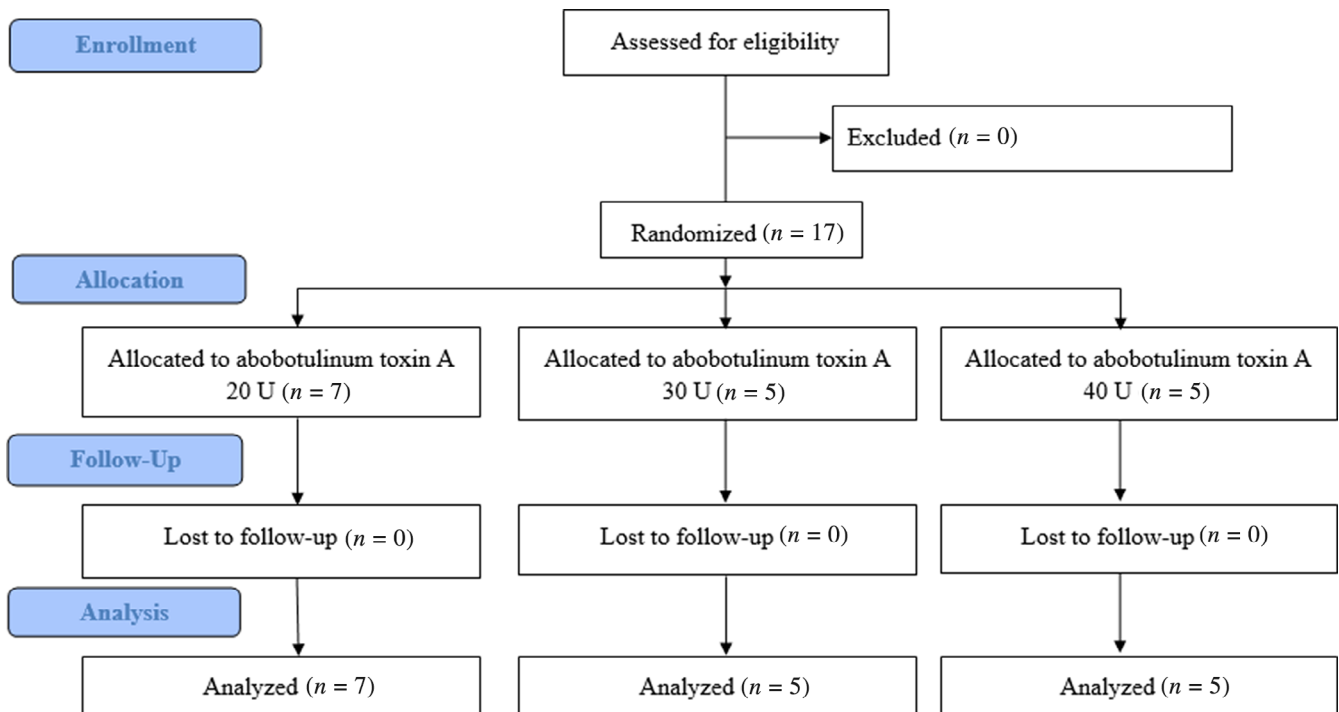 Enrollment
Assessed for eligibility
Excluded (n = 0)
Randomized (n = 17)
Allocation
Allocated to abobotulinum toxin A
20 U (n = 7)
Allocated to abobotulinum toxin A
30 U (n = 5)
Allocated to abobotulinum toxin A
40 U (n = 5)
Follow-Up
Lost to follow-up (n = 0)
Lost to follow-up (n = 0)
Lost to follow-up (n = 0)
Analysis
Analyzed (n = 7)
Analyzed (n = 5)
Analyzed (n = 5)